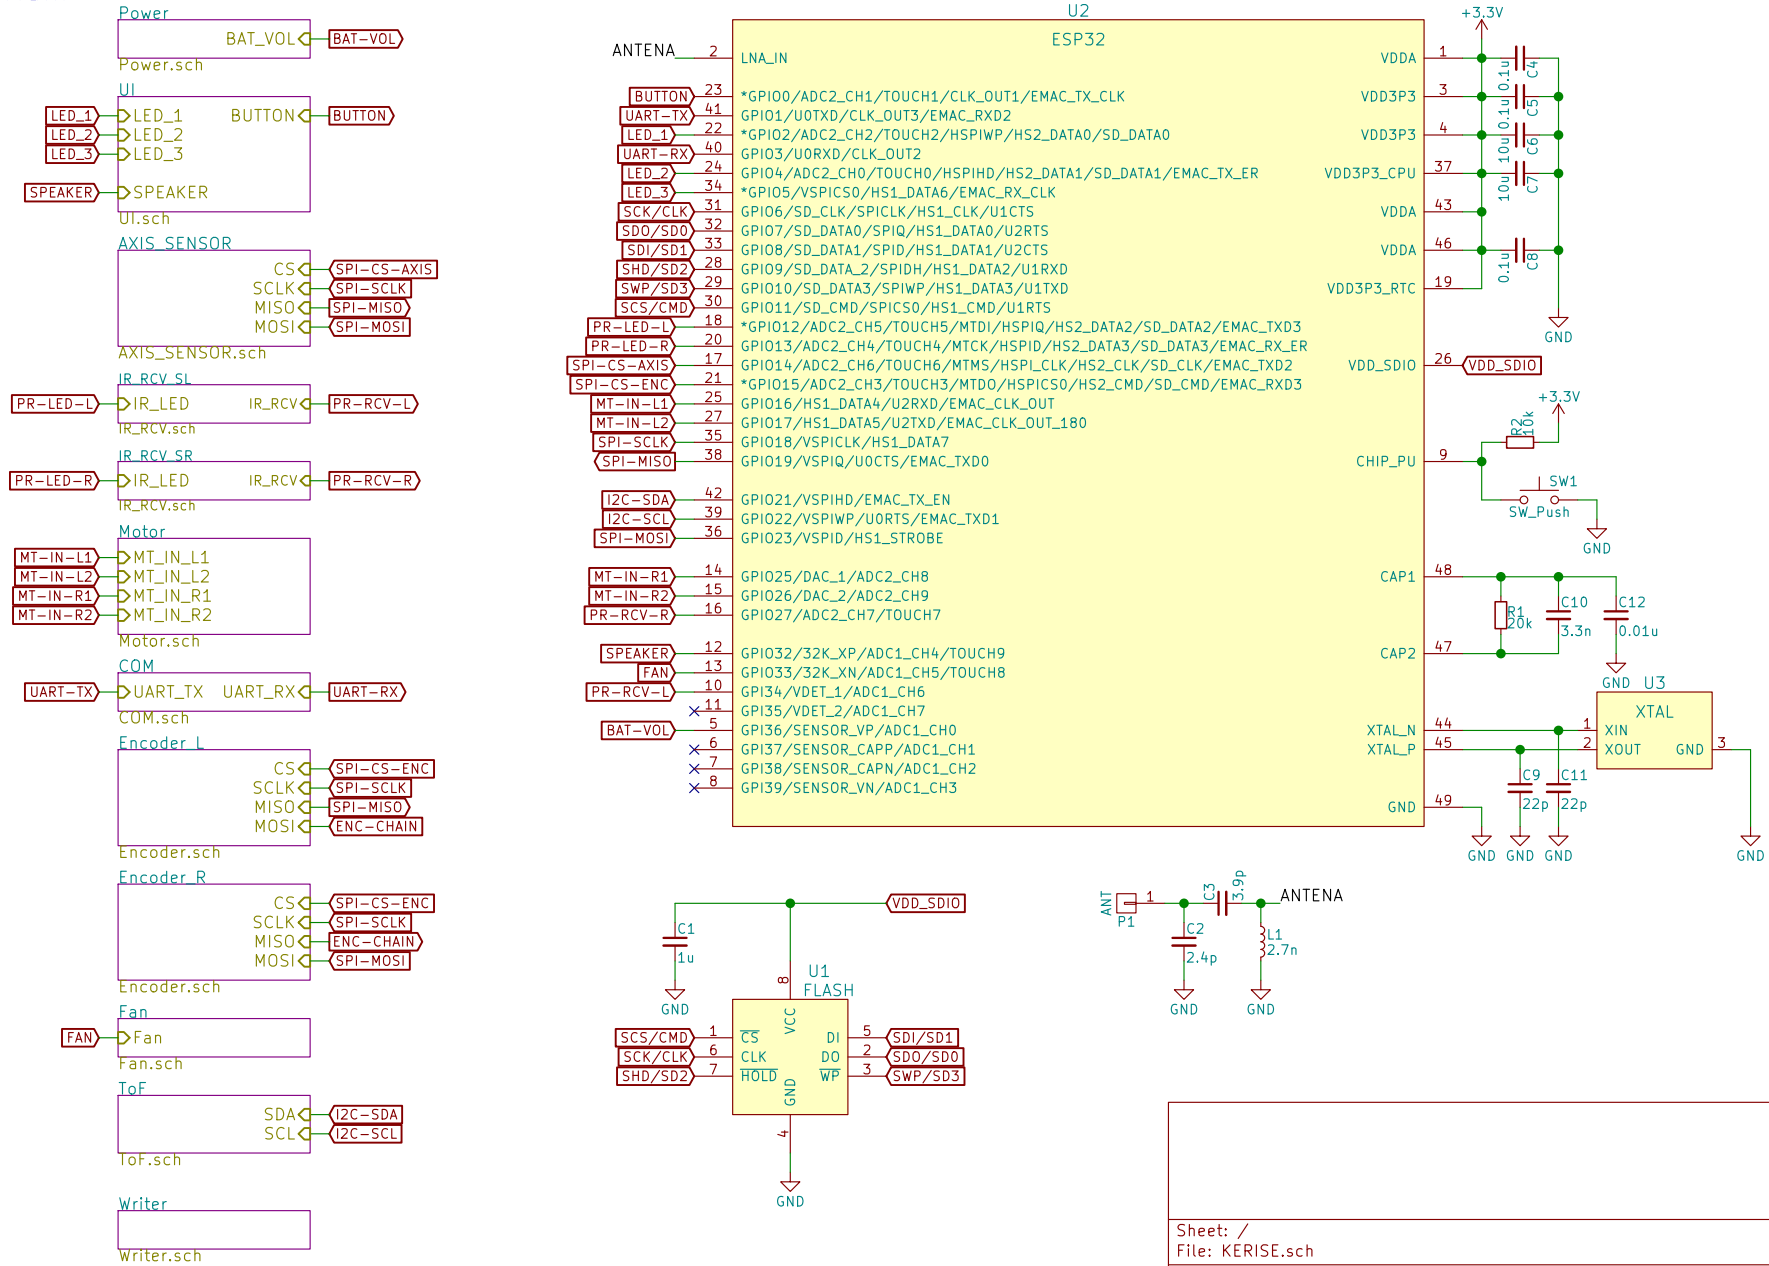 Power
BAT_VOL
BAT-VOL
Power.sch
UI
LED_1
LED_1
BUTTON
BUTTON
LED_2
LED_2
LED_3
LED_3
SPEAKER
SPEAKER
UI.sch
AXIS_SENSOR
CS
SPI-CS-AXIS
SCLK
SPI-SCLK
MISO
SPI-MISO
MOSI
SPI-MOSI
AXIS_SENSOR.sch
IR_RCV_SL
PR-LED-L
IR_LED
IR_RCV
PR-RCV-L
IR_RCV.sch
IR_RCV_SR
PR-LED-R
IR_LED
IR_RCV
PR-RCV-R
IR_RCV.sch
Motor
MT-IN-L1
MT_IN_L1
MT-IN-L2
MT_IN_L2
MT-IN-R1
MT_IN_R1
MT-IN-R2
MT_IN_R2
Motor.sch
COM
UART-TX
UART_TX
UART_RX
UART-RX
COM.sch
Encoder_L
CS
SPI-CS-ENC
SCLK
SPI-SCLK
MISO
SPI-MISO
MOSI
ENC-CHAIN
Encoder.sch
Encoder_R
CS
SPI-CS-ENC
SCLK
SPI-SCLK
MISO
ENC-CHAIN
MOSI
SPI-MOSI
Encoder.sch
Fan
FAN
Fan
Fan.sch
ToF
SDA
I2C-SDA
SCL
I2C-SCL
ToF.sch
Writer
Writer.sch
U2
ESP32
ANTENA 2 LNA_IN
BUTTON 23 *GPIO0/ADC2_CH1/TOUCH1/CLK_OUT1/EMAC_TX_CLK
UART-TX 41 GPIO1/U0TXD/CLK_OUT3/EMAC_RXD2
LED_1 22 *GPIO2/ADC2_CH2/TOUCH2/HSPIWP/HS2_DATA0/SD_DATA0
UART-RX 40 GPIO3/U0RXD/CLK_OUT2
LED_2 24 GPIO4/ADC2_CH0/TOUCH0/HSPIHD/HS2_DATA1/SD_DATA1/EMAC_TX_ER
LED_3 34 *GPIO5/VSPICS0/HS1_DATA6/EMAC_RX_CLK
SCK/CLK 31 GPIO6/SD_CLK/SPICLK/HS1_CLK/U1CTS
SDO/SD0 32 GPIO7/SD_DATA0/SPIQ/HS1_DATA0/U2RTS
SDI/SD1 33 GPIO8/SD_DATA1/SPID/HS1_DATA1/U2CTS
SHD/SD2 28 GPIO9/SD_DATA_2/SPIDH/HS1_DATA2/U1RXD
SWP/SD3 29 GPIO10/SD_DATA3/SPIWP/HS1_DATA3/U1TXD
SCS/CMD 30 GPIO11/SD_CMD/SPICS0/HS1_CMD/U1RTS
PR-LED-L 18 *GPIO12/ADC2_CH5/TOUCH5/MTDI/HSPIQ/HS2_DATA2/SD_DATA2/EMAC_TXD3
PR-LED-R 20 GPIO13/ADC2_CH4/TOUCH4/MTCK/HSPID/HS2_DATA3/SD_DATA3/EMAC_RX_ER
SPI-CS-AXIS 17 GPIO14/ADC2_CH6/TOUCH6/MTMS/HSPI_CLK/HS2_CLK/SD_CLK/EMAC_TXD2
SPI-CS-ENC 21 *GPIO15/ADC2_CH3/TOUCH3/MTDO/HSPICS0/HS2_CMD/SD_CMD/EMAC_RXD3
MT-IN-L1 25 GPIO16/HS1_DATA4/U2RXD/EMAC_CLK_OUT
MT-IN-L2 27 GPIO17/HS1_DATA5/U2TXD/EMAC_CLK_OUT_180
SPI-SCLK 35 GPIO18/VSPICLK/HS1_DATA7
SPI-MISO 38 GPIO19/VSPIQ/U0CTS/EMAC_TXD0
I2C-SDA 42 GPIO21/VSPIHD/EMAC_TX_EN
I2C-SCL 39 GPIO22/VSPIWP/U0RTS/EMAC_TXD1
SPI-MOSI 36 GPIO23/VSPID/HS1_STROBE
MT-IN-R1 14 GPIO25/DAC_1/ADC2_CH8
MT-IN-R2 15 GPIO26/DAC_2/ADC2_CH9
PR-RCV-R 16 GPIO27/ADC2_CH7/TOUCH7
SPEAKER 12 GPIO32/32K_XP/ADC1_CH4/TOUCH9
FAN 13 GPIO33/32K_XN/ADC1_CH5/TOUCH8
PR-RCV-L 10 GPI34/VDET_1/ADC1_CH6
11 GPI35/VDET_2/ADC1_CH7
BAT-VOL 5 GPI36/SENSOR_VP/ADC1_CH0
6 GPI37/SENSOR_CAPP/ADC1_CH1
7 GPI38/SENSOR_CAPN/ADC1_CH2
8 GPI39/SENSOR_VN/ADC1_CH3
+3.3V
VDDA 1
C4 0.1u
VDD3P3 3
C5 0.1u
VDD3P3 4
C6 10u
VDD3P3_CPU 37
C7 10u
VDDA 43
VDDA 46
C8 0.1u
VDD3P3_RTC 19
GND
VDD_SDIO 26 VDD_SDIO
+3.3V
R2 10k
CHIP_PU 9
SW1
SW_Push
GND
CAP1 48
R1 20k
C10 3.3n
C12 0.01u
CAP2 47
GND
U3
XTAL
XTAL_N 44 1 XIN
XTAL_P 45 2 XOUT GND 3
C9 22p
C11 22p
GND 49
GND GND GND GND
VDD_SDIO
C1
1u
GND
U1
FLASH
8
VCC
SCS/CMD 1 CS DI 5 SDI/SD1
SCK/CLK 6 CLK DO 2 SDO/SD0
SHD/SD2 7 HOLD WP 3 SWP/SD3
GND
4
GND
ANT
P1
1
C3 3.9p
ANTENA
C2
2.4p
L1
2.7n
GND
GND
Sheet: /
File: KERISE.sch